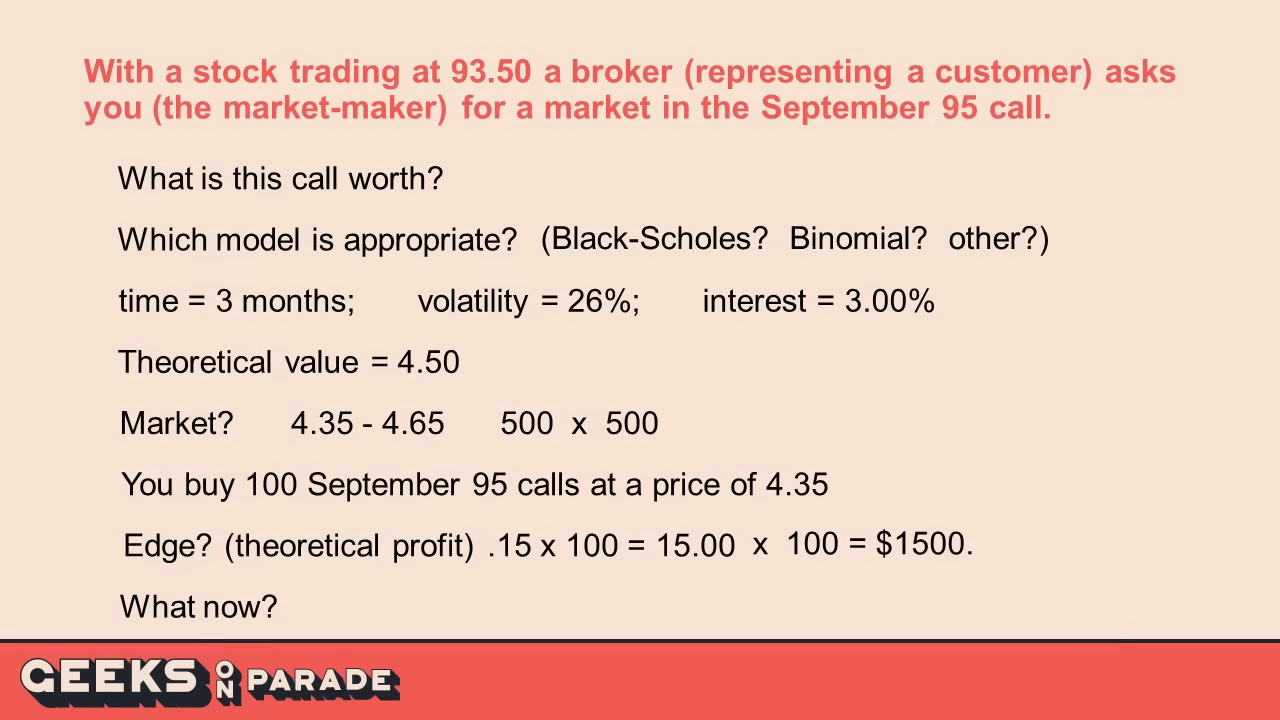 With a stock trading at 93.50 a broker (representing a customer) asks
you (the market-maker) for a market in the September 95 call.
What is this call worth?
Which model is appropriate? (Black-Scholes? Binomial? other?)
time = 3 months; volatility = 26%; interest = 3.00%
Theoretical value = 4.50
Market? 4.35 - 4.65 500 x 500
You buy 100 September 95 calls at a price of 4.35
Edge? (theoretical profit) .15 x 100 = 15.00 x 100 = $1500.
What now?
GEEKS ON PARADE